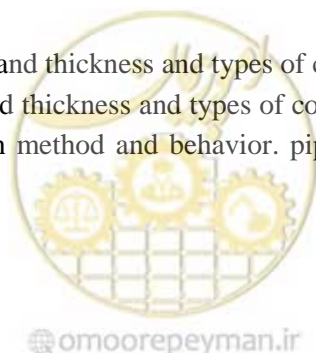 and thickness and types of
d thickness and types of co
method and behavior. pip
@omoorepeyman.ir